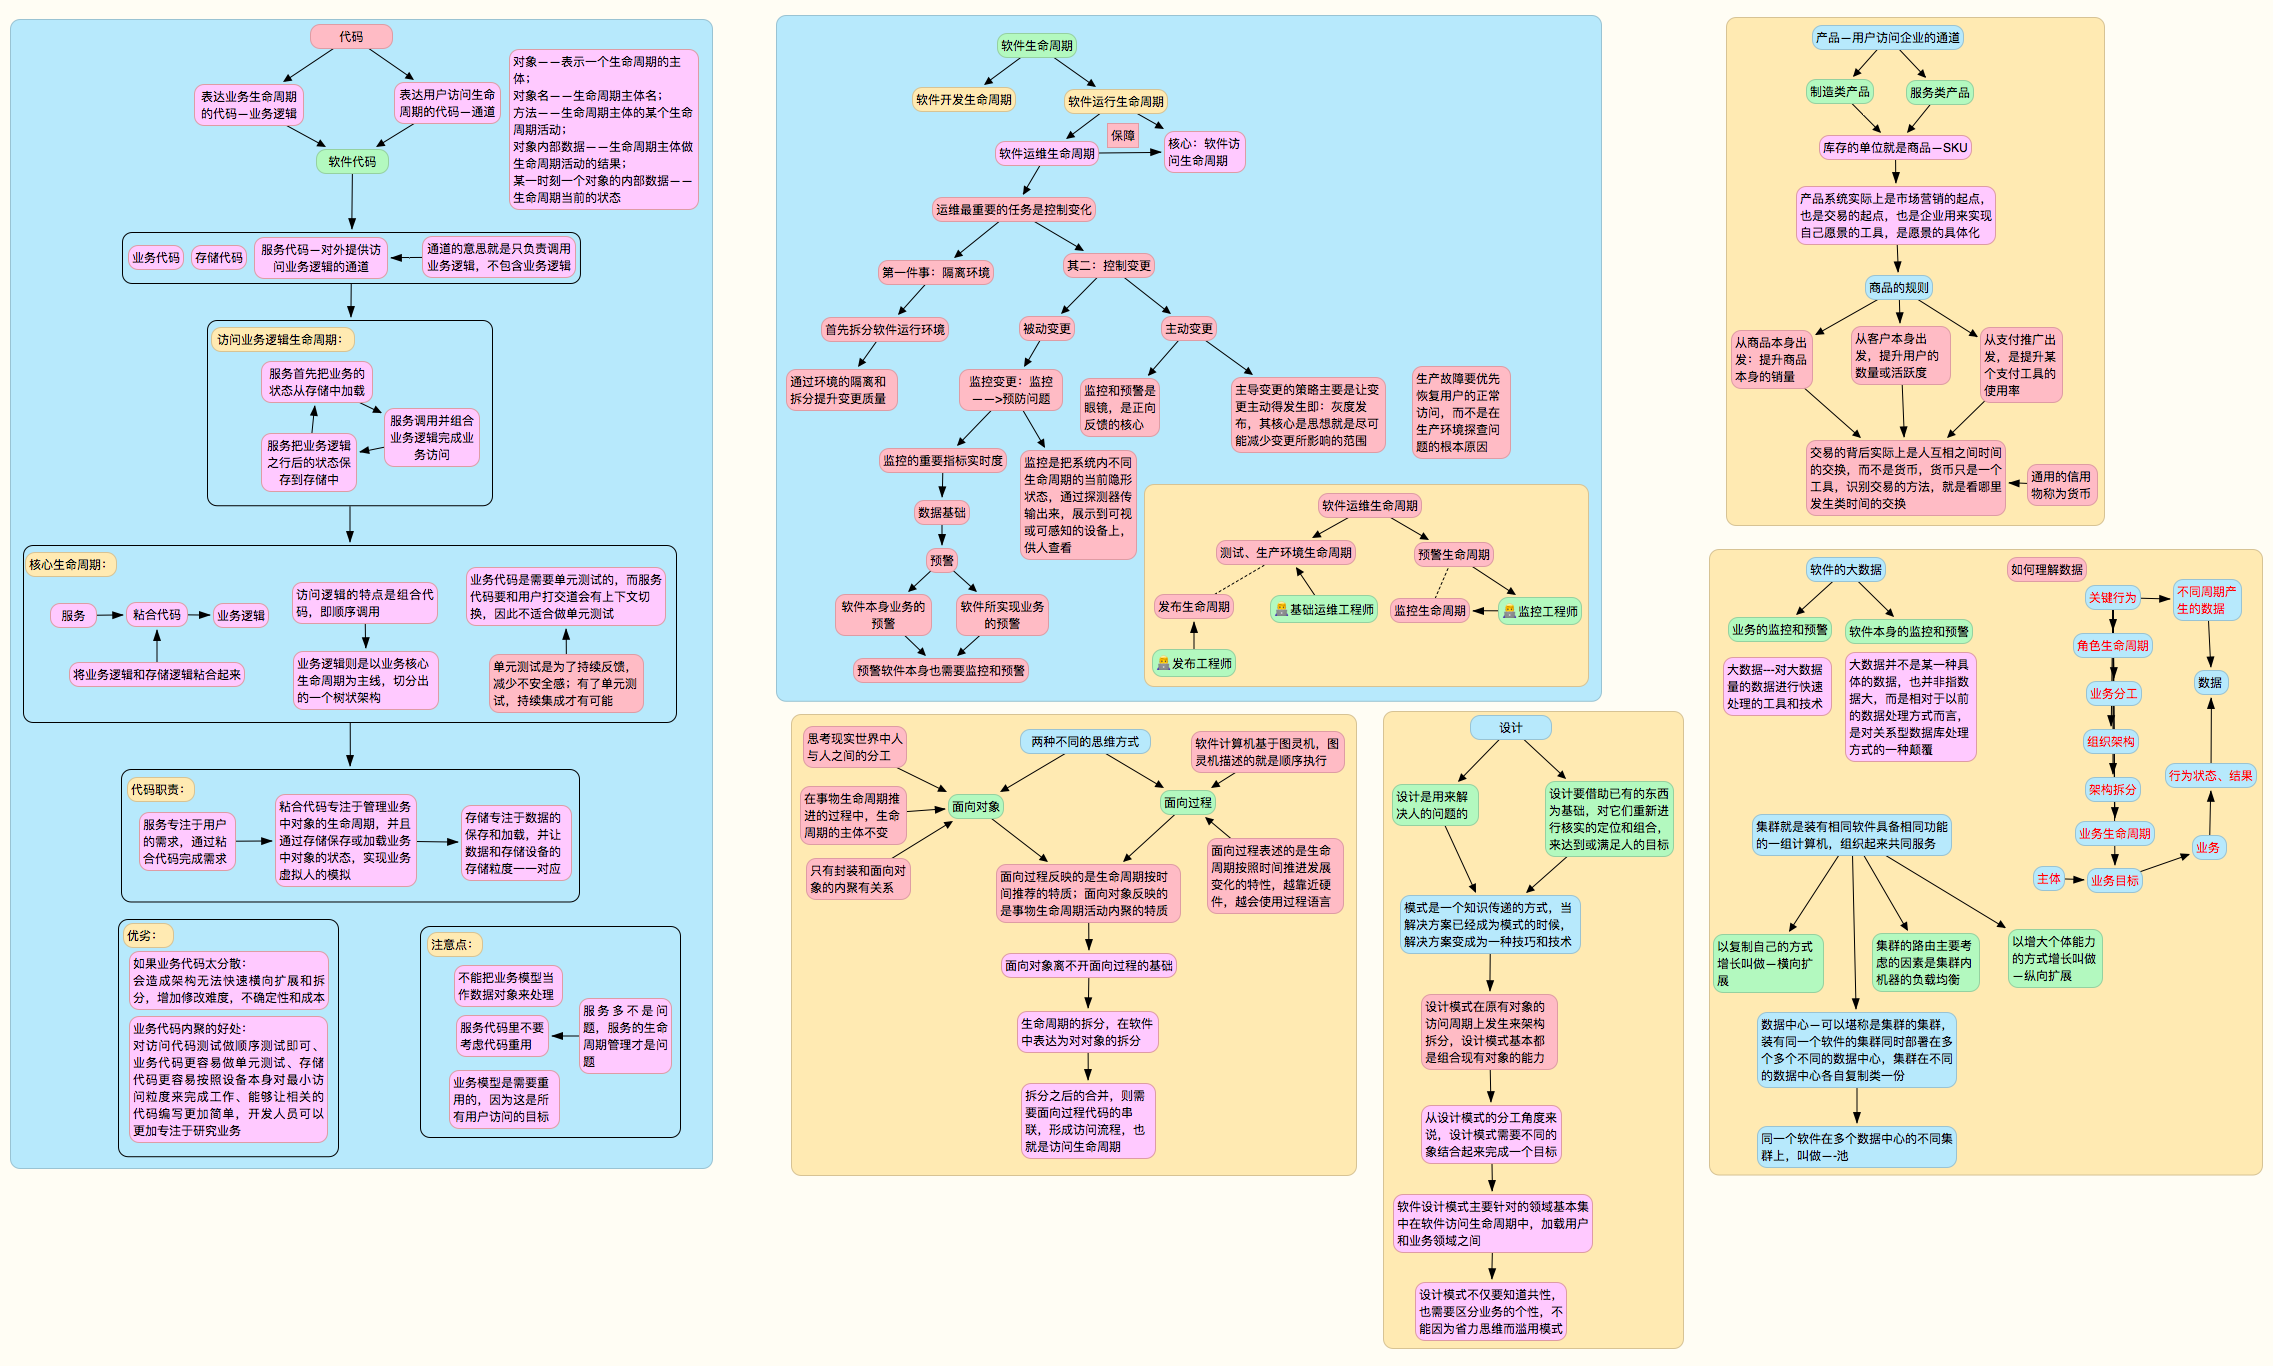 代码
表达业务生命周期
的代码—业务逻辑
表达用户访问生命
周期的代码—通道
软件代码
对象——表示一个生命周期的主
体；
对象名——生命周期主体名；
方法——生命周期主体的某个生命
周期活动；
对象内部数据——生命周期主体做
生命周期活动的结果；
某一时刻一个对象的内部数据——
生命周期当前的状态
业务代码
存储代码
服务代码—对外提供访
问业务逻辑的通道
通道的意思就是只负责调用
业务逻辑，不包含业务逻辑
访问业务逻辑生命周期：
服务首先把业务的
状态从存储中加载
服务调用并组合
业务逻辑完成业
务访问
服务把业务逻辑
之行后的状态保
存到存储中
核心生命周期：
服务
粘合代码
业务逻辑
将业务逻辑和存储逻辑粘合起来
访问逻辑的特点是组合代
码，即顺序调用
业务逻辑则是以业务核心
生命周期为主线，切分出
的一个树状架构
业务代码是需要单元测试的，而服务
代码要和用户打交道会有上下文切
换，因此不适合做单元测试
单元测试是为了持续反馈，
减少不安全感；有了单元测
试，持续集成才有可能
代码职责：
服务专注于用户
的需求，通过粘
合代码完成需求
粘合代码专注于管理业务
中对象的生命周期，并且
通过存储保存或加载业务
中对象的状态，实现业务
虚拟人的模拟
存储专注于数据的
保存和加载，并让
数据和存储设备的
存储粒度一一对应
优劣：
如果业务代码太分散：
会造成架构无法快速横向扩展和拆
分，增加修改难度，不确定性和成本
业务代码内聚的好处：
对访问代码测试做顺序测试即可、
业务代码更容易做单元测试、存储
代码更容易按照设备本身对最小访
问粒度来完成工作、能够让相关的
代码编写更加简单，开发人员可以
更加专注于研究业务
注意点：
不能把业务模型当
作数据对象来处理
服务代码里不要
考虑代码重用
服务多不是问
题，服务的生命
周期管理才是问
题
业务模型是需要重
用的，因为这是所
有用户访问的目标
软件生命周期
软件开发生命周期
软件运行生命周期
保障
软件运维生命周期
核心：软件访
问生命周期
运维最重要的任务是控制变化
第一件事：隔离环境
其二：控制变更
首先拆分软件运行环境
被动变更
主动变更
通过环境的隔离和
拆分提升变更质量
监控变更：监控
——>预防问题
监控和预警是
眼镜，是正向
反馈的核心
主导变更的策略主要是让变
更主动得发生即：灰度发
布，其核心是思想就是尽可
能减少变更所影响的范围
生产故障要优先
恢复用户的正常
访问，而不是在
生产环境探查问
题的根本原因
监控的重要指标实时度
监控是把系统内不同
生命周期的当前隐形
状态，通过探测器传
输出来，展示到可视
或可感知的设备上，
供人查看
数据基础
预警
软件本身业务的
预警
软件所实现业务
的预警
预警软件本身也需要监控和预警
软件运维生命周期
测试、生产环境生命周期
预警生命周期
发布生命周期
基础运维工程师
监控生命周期
监控工程师
发布工程师
思考现实世界中人
与人之间的分工
两种不同的思维方式
软件计算机基于图灵机，图
灵机描述的就是顺序执行
在事物生命周期推
进的过程中，生命
周期的主体不变
面向对象
面向过程
只有封装和面向对
象的内聚有关系
面向过程反映的是生命周期按时
间推荐的特质；面向对象反映的
是事物生命周期活动内聚的特质
面向过程表述的是生命
周期按照时间推进发展
变化的特性，越靠近硬
件，越会使用过程语言
面向对象离不开面向过程的基础
生命周期的拆分，在软件
中表达为对对象的拆分
拆分之后的合并，则需
要面向过程代码的串
联，形成访问流程，也
就是访问生命周期
设计
设计是用来解
决人的问题的
设计要借助已有的东西
为基础，对它们重新进
行核实的定位和组合，
来达到或满足人的目标
模式是一个知识传递的方式，当
解决方案已经成为模式的时候，
解决方案变成为一种技巧和技术
设计模式在原有对象的
访问周期上发生来架构
拆分，设计模式基本都
是组合现有对象的能力
从设计模式的分工角度来
说，设计模式需要不同的
象结合起来完成一个目标
软件设计模式主要针对的领域基本集
中在软件访问生命周期中，加载用户
和业务领域之间
设计模式不仅要知道共性，
也需要区分业务的个性，不
能因为省力思维而滥用模式
产品—用户访问企业的通道
制造类产品
服务类产品
库存的单位就是商品—SKU
产品系统实际上是市场营销的起点，
也是交易的起点，也是企业用来实现
自己愿景的工具，是愿景的具体化
商品的规则
从商品本身出
发：提升商品
本身的销量
从客户本身出
发，提升用户的
数量或活跃度
从支付推广出
发，是提升某
个支付工具的
使用率
交易的背后实际上是人互相之间时间
的交换，而不是货币，货币只是一个
工具，识别交易的方法，就是看哪里
发生类时间的交换
通用的信用
物称为货币
软件的大数据
业务的监控和预警
软件本身的监控和预警
大数据---对大数据
量的数据进行快速
处理的工具和技术
大数据并不是某一种具
体的数据，也并非指数
据大，而是相对于以前
的数据处理方式而言，
是对关系型数据库处理
方式的一种颠覆
如何理解数据
关键行为
不同周期产
生的数据
角色生命周期
业务分工
数据
组织架构
行为状态、结果
架构拆分
业务生命周期
业务
主体
业务目标
集群就是装有相同软件具备相同功能
的一组计算机，组织起来共同服务
以复制自己的方式
增长叫做—横向扩
展
集群的路由主要考
虑的因素是集群内
机器的负载均衡
以增大个体能力
的方式增长叫做
—纵向扩展
数据中心—可以堪称是集群的集群，
装有同一个软件的集群同时部署在多
个多个不同的数据中心，集群在不同
的数据中心各自复制类一份
同一个软件在多个数据中心的不同集
群上，叫做—-池